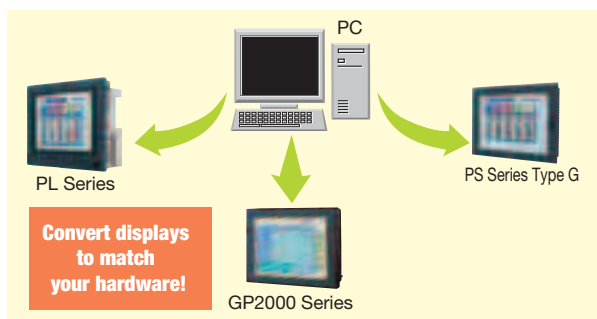 PC
PL Series
PS Series Type G
Convert displays
to match
your hardware!
GP2000 Series